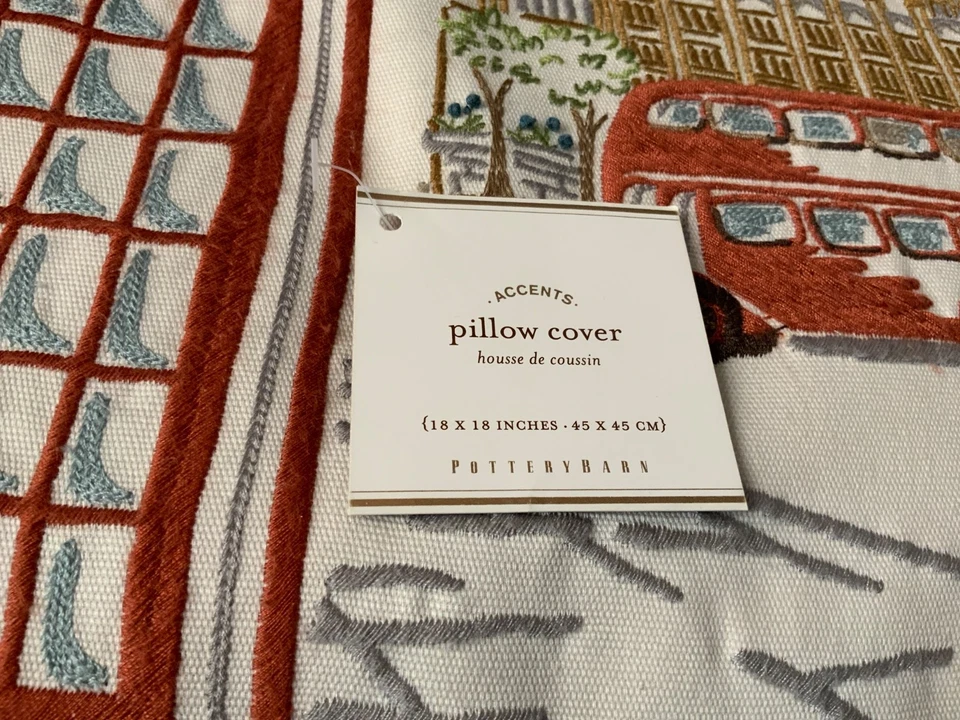 ·ACCENTS·
pillow cover
housse de coussin
{18 X 18 INCHES · 45 X 45 CM}
POTTERYBARN